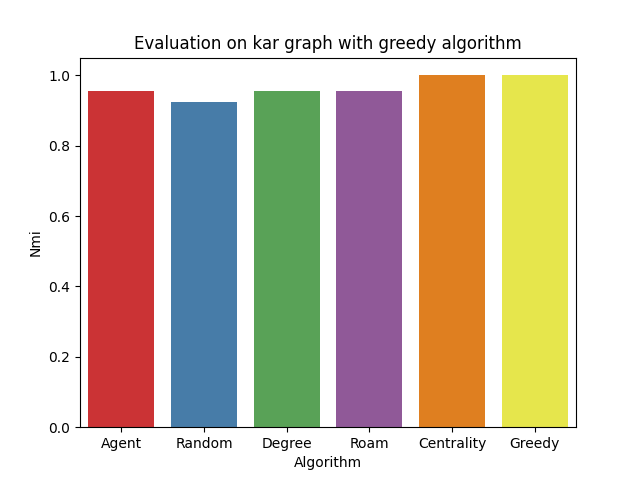 Evaluation on kar graph with greedy algorithm
1.0
0.8
0.6
0.4
0.2
0.0
Nmi
Agent Random Degree Roam Centrality Greedy
Algorithm